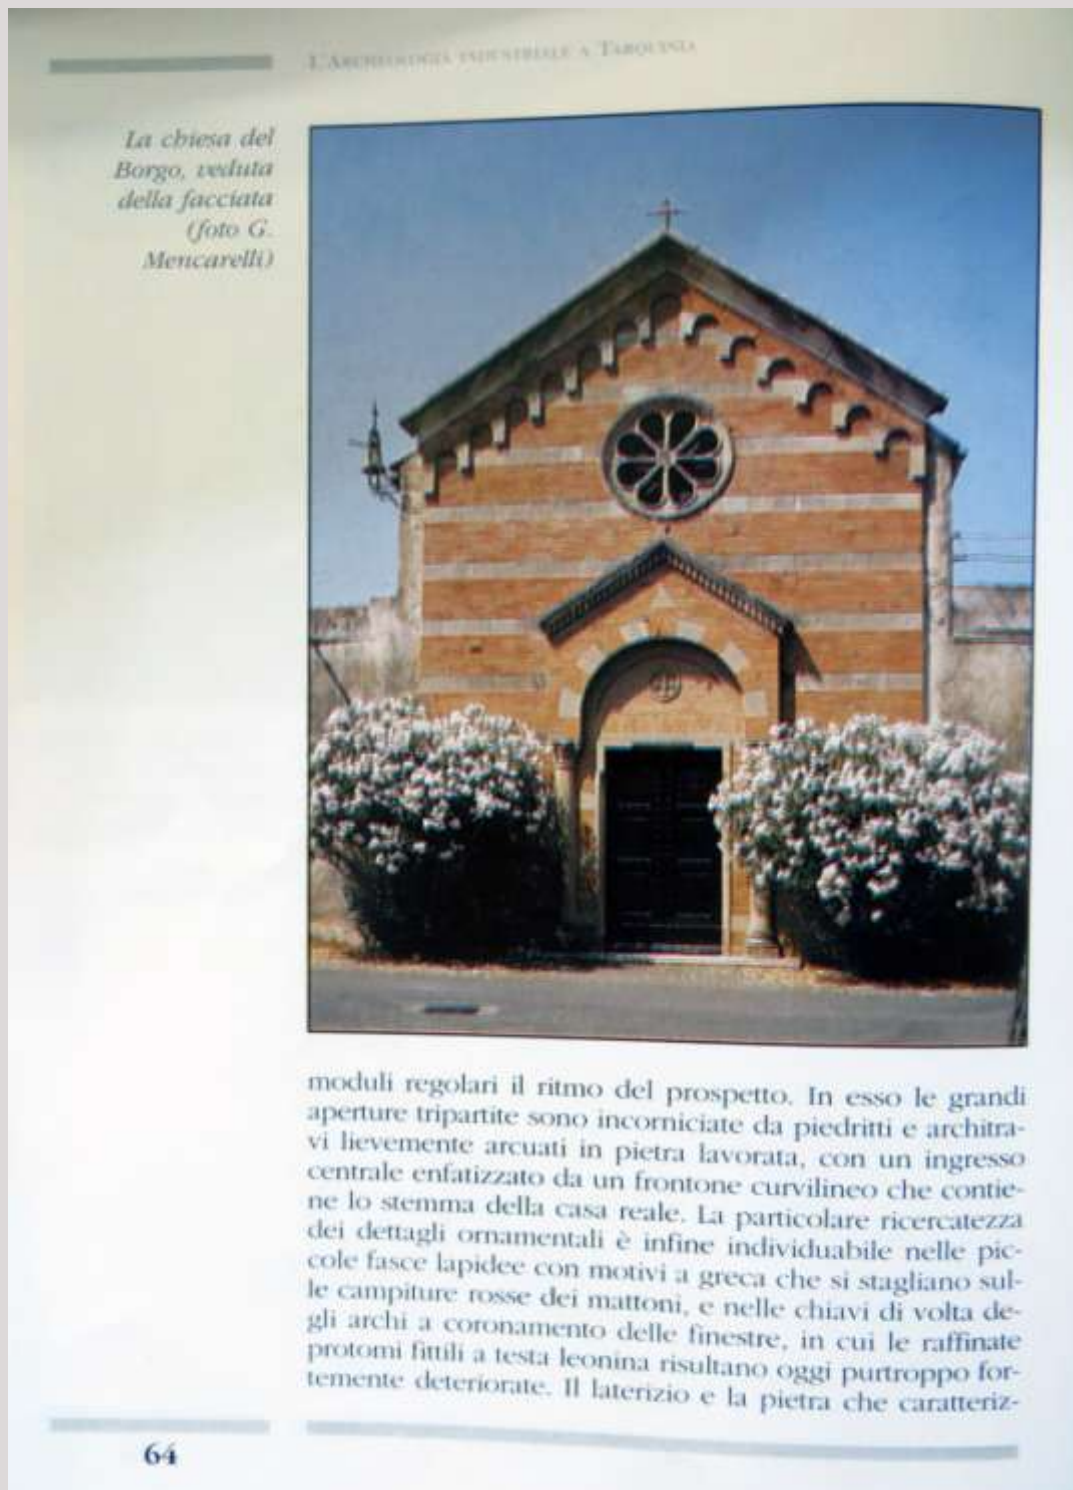 L'ARCHEOLOGIA INDUSTRIALE A TARQUINIA
La chiesa del
Borgo, veduta
della facciata
(foto G.
Mencarelli)
moduli regolari il ritmo del prospetto. In esso le grandi
aperture tripartite sono incorniciate da piedritti e architra-
vi lievemente arcuati in pietra lavorata, con un ingresso
centrale enfatizzato da un frontone curvilineo che contie-
ne lo stemma della casa reale. La particolare ricercatezza
dei dettagli ornamentali è infine individuabile nelle pic-
cole fasce lapidee con motivi a greca che si stagliano sul-
le campiture rosse dei mattoni, e nelle chiavi di volta de-
gli archi a coronamento delle finestre, in cui le raffinate
protomi fittili a testa leonina risultano oggi purtroppo for-
temente deteriorate. Il laterizio e la pietra che caratteriz-
64